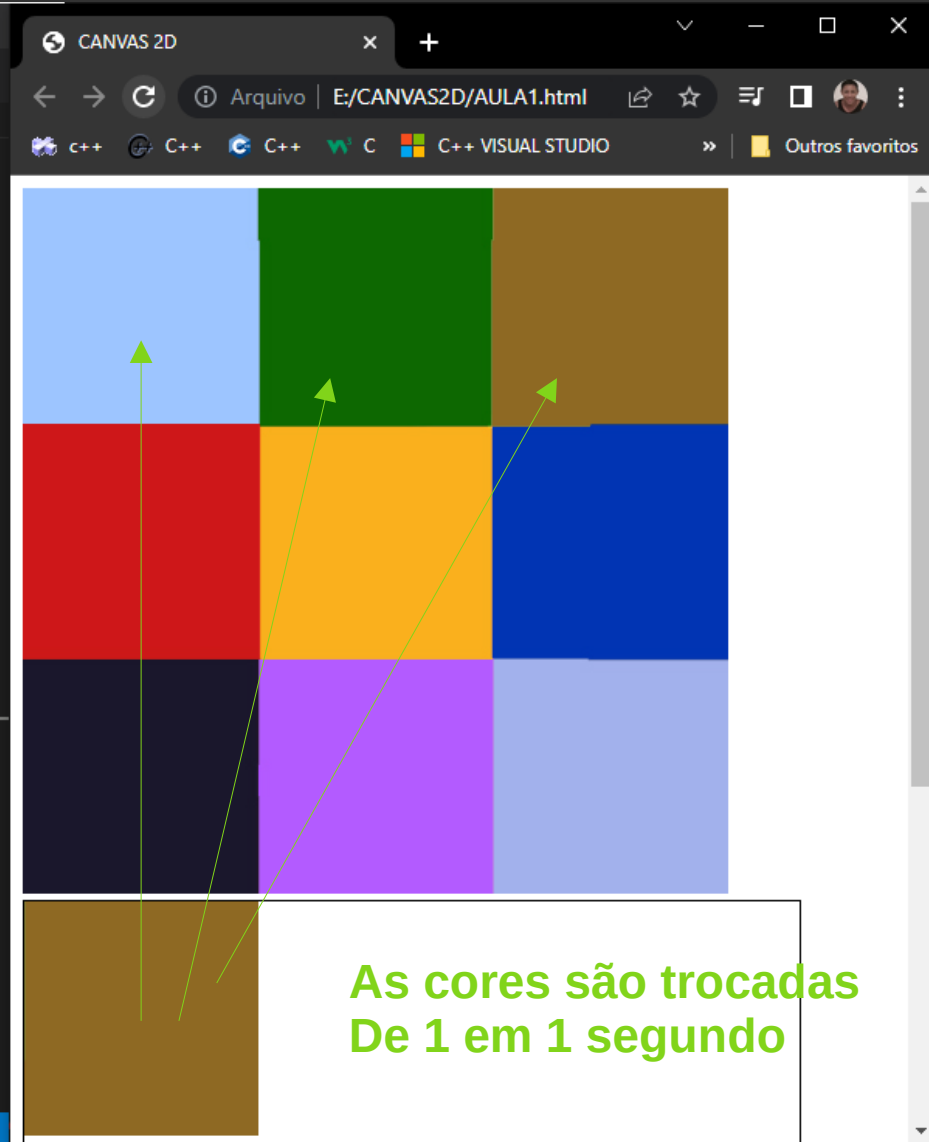 CANVAS 2D
Arquivo E:/CANVAS2D/AULA1.html
c++ C++ C++ C C++ VISUAL STUDIO » Outros favoritos
As cores são trocadas
De 1 em 1 segundo